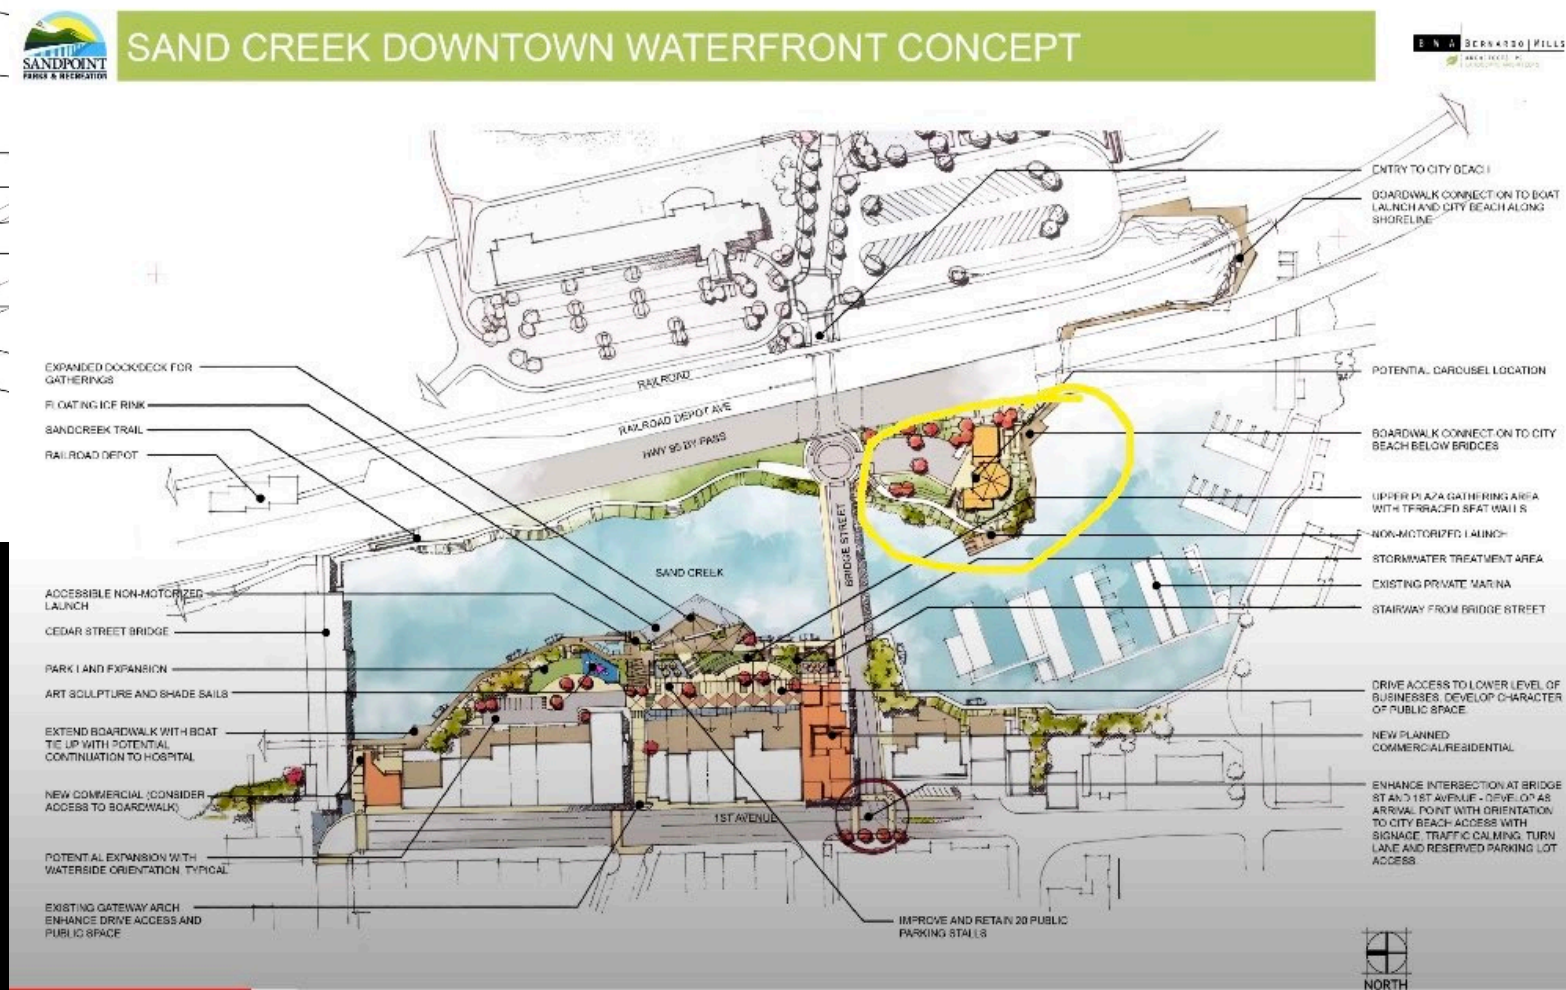 SANDPOINT
PARKS & RECREATION
SAND CREEK DOWNTOWN WATERFRONT CONCEPT
BWA BERNARDO|WILLS
ARCHITECTS PC
LANDSCAPE ARCHITECTS
ENTRY TO CITY BEACH
BOARDWALK CONNECTION TO BOAT
LAUNCH AND CITY BEACH ALONG
SHORELINE
EXPANDED DOCK/DECK FOR
GATHERINGS
FLOATING ICE RINK
SANDCREEK TRAIL
RAILROAD DEPOT
RAILROAD
RAILROAD DEPOT AVE
HWY 95 BY-PASS
POTENTIAL CAROUSEL LOCATION
BOARDWALK CONNECTION TO CITY
BEACH BELOW BRIDGES
UPPER PLAZA GATHERING AREA
WITH TERRACED SEAT WALLS
NON-MOTORIZED LAUNCH
STORMWATER TREATMENT AREA
EXISTING PRIVATE MARINA
STAIRWAY FROM BRIDGE STREET
BRIDGE STREET
SAND CREEK
ACCESSIBLE NON-MOTORIZED
LAUNCH
CEDAR STREET BRIDGE
PARK LAND EXPANSION
ART SCULPTURE AND SHADE SAILS
EXTEND BOARDWALK WITH BOAT
TIE UP WITH POTENTIAL
CONTINUATION TO HOSPITAL
NEW COMMERCIAL (CONSIDER
ACCESS TO BOARDWALK)
POTENTIAL EXPANSION WITH
WATERSIDE ORIENTATION, TYPICAL
EXISTING GATEWAY ARCH
ENHANCE DRIVE ACCESS AND
PUBLIC SPACE
DRIVE ACCESS TO LOWER LEVEL OF
BUSINESSES, DEVELOP CHARACTER
OF PUBLIC SPACE.
NEW PLANNED
COMMERCIAL/RESIDENTIAL
ENHANCE INTERSECTION AT BRIDGE
ST AND 1ST AVENUE - DEVELOP AS
ARRIVAL POINT WITH ORIENTATION
TO CITY BEACH ACCESS WITH
SIGNAGE, TRAFFIC CALMING, TURN
LANE AND RESERVED PARKING LOT
ACCESS.
1ST AVENUE
IMPROVE AND RETAIN 20 PUBLIC
PARKING STALLS
NORTH